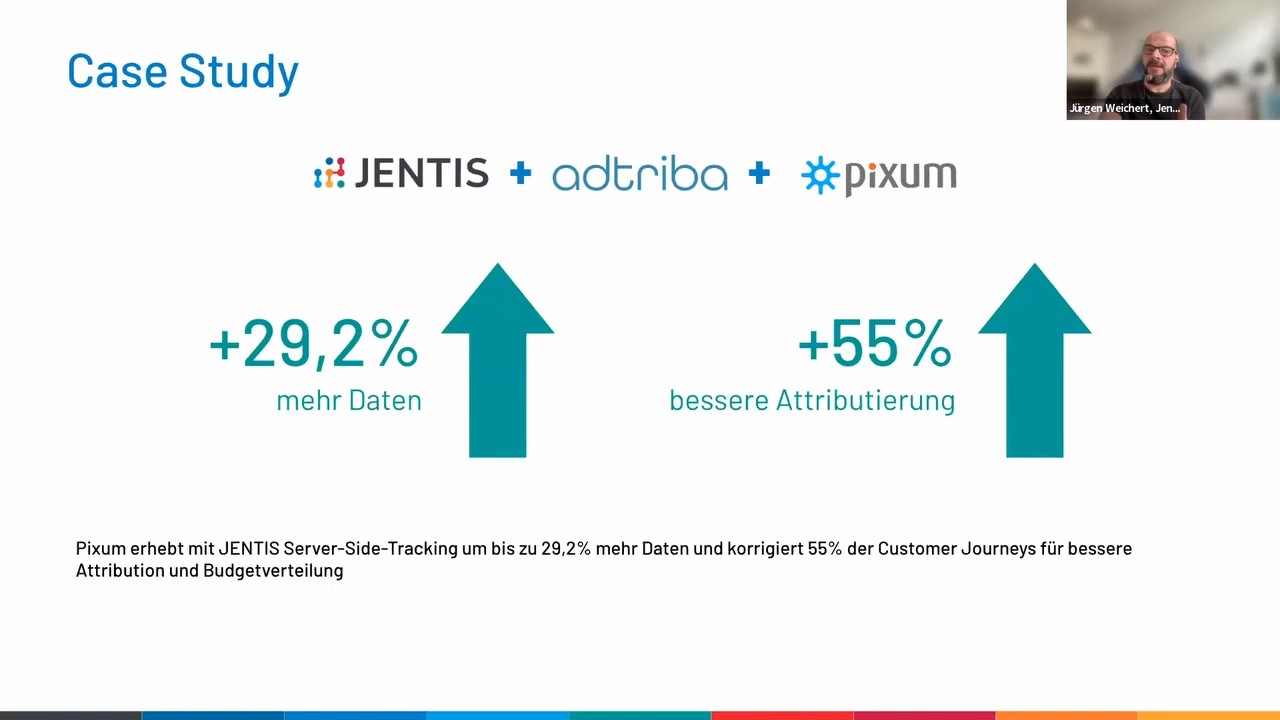 Case Study
Jürgen Weichert, Jen...
JENTIS + adtriba + pixum
+29,2%
mehr Daten
+55%
bessere Attributierung
Pixum erhebt mit JENTIS Server-Side-Tracking um bis zu 29,2% mehr Daten und korrigiert 55% der Customer Journeys für bessere
Attribution und Budgetverteilung